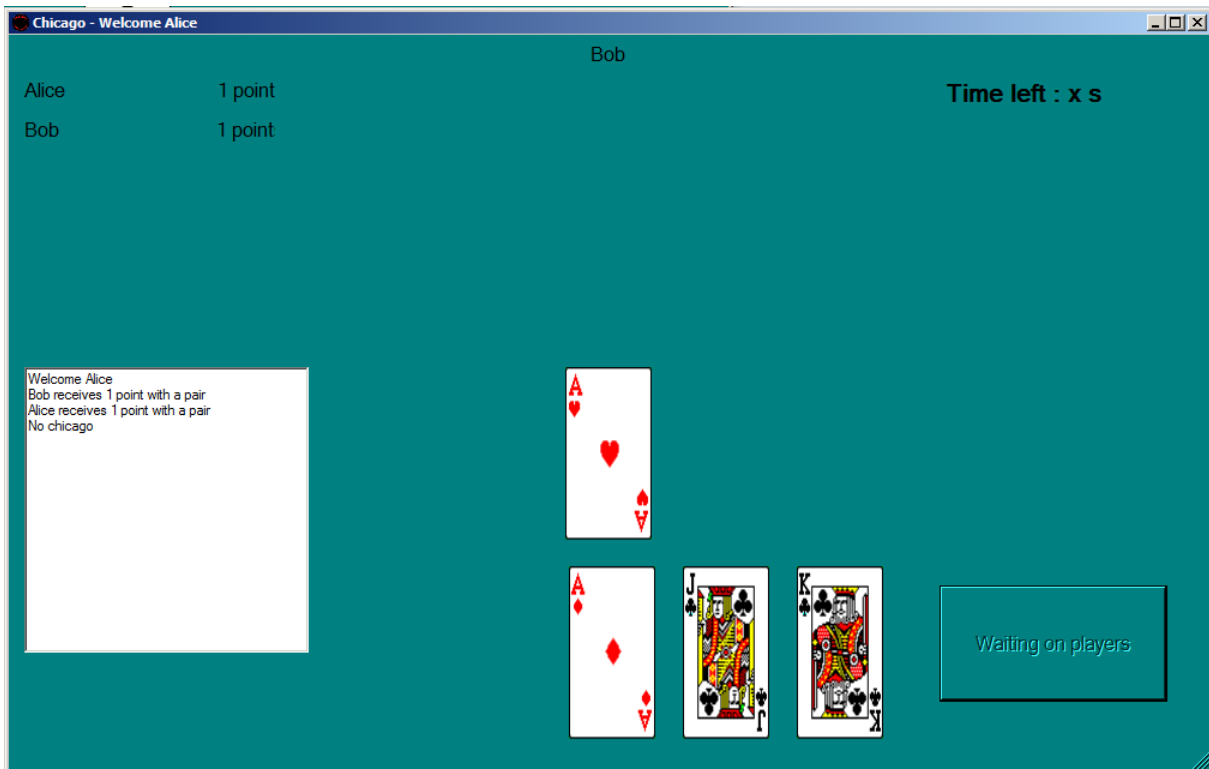 Chicago - Welcome Alice
Bob
Alice 1 point
Time left : x s
Bob 1 point
Welcome Alice
Bob receives 1 point with a pair
Alice receives 1 point with a pair
No chicago
A
A
A J K
Waiting on players
A J K